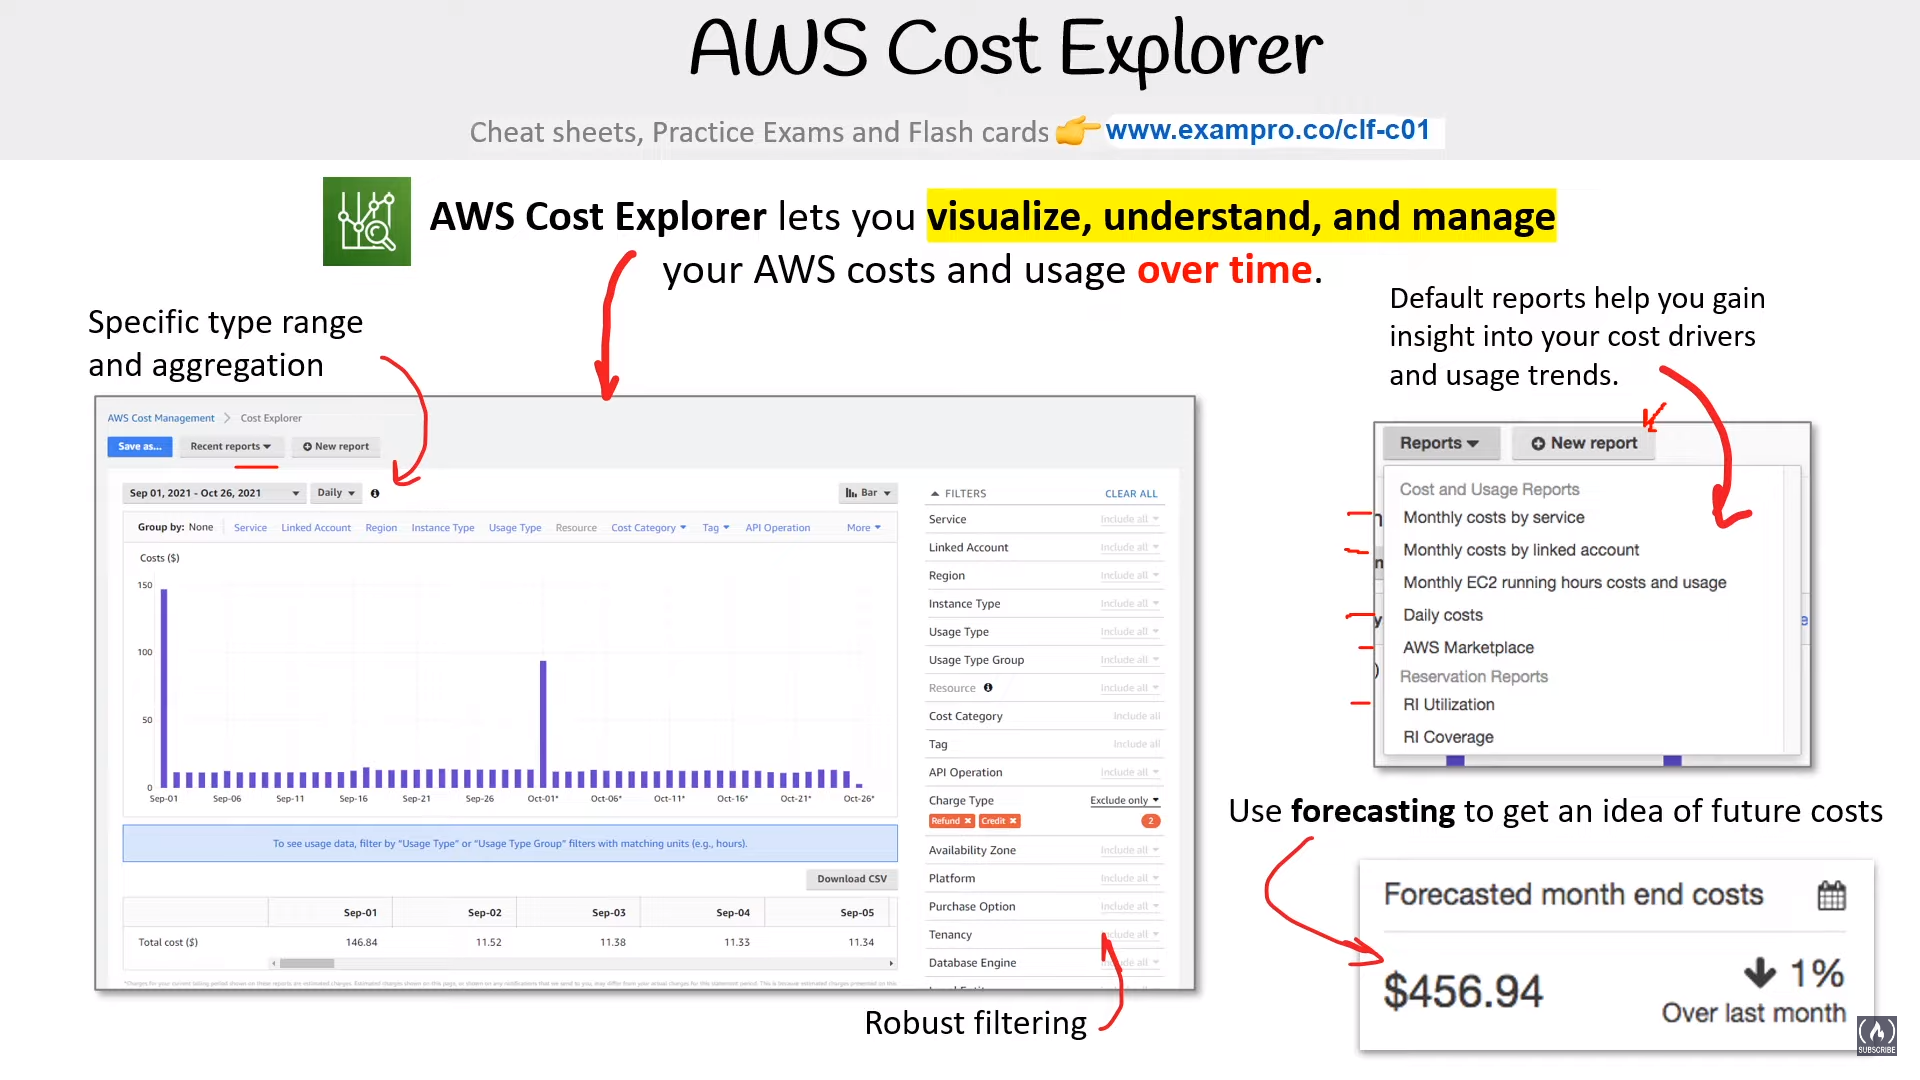 AWS Cost Explorer
Cheat sheets, Practice Exams and Flash cards 👉 www.exampro.co/clf-c01
AWS Cost Explorer lets you visualize, understand, and manage
your AWS costs and usage over time.
Specific type range
and aggregation
AWS Cost Management > Cost Explorer
Save as...
Recent reports
New report
Sep 01, 2021 - Oct 26, 2021
Daily
Bar
Group by: None Service Linked Account Region Instance Type Usage Type Resource Cost Category Tag API Operation More
Costs ($)
150
100
50
0
Sep-01 Sep-06 Sep-11 Sep-16 Sep-21 Sep-26 Oct-01* Oct-06* Oct-11* Oct-16* Oct-21* Oct-26*
To see usage data, filter by "Usage Type" or "Usage Type Group" filters with matching units (e.g., hours).
Download CSV
Sep-01 Sep-02 Sep-03 Sep-04 Sep-05
Total cost ($) 146.84 11.52 11.38 11.33 11.34
FILTERS CLEAR ALL
Service Include all
Linked Account Include all
Region Include all
Instance Type Include all
Usage Type Include all
Usage Type Group Include all
Resource Include all
Cost Category Include all
Tag Include all
API Operation Include all
Charge Type Exclude only
Refund × Credit × 2
Availability Zone Include all
Platform Include all
Purchase Option Include all
Tenancy Include all
Database Engine Include all
Robust filtering
Default reports help you gain
insight into your cost drivers
and usage trends.
Reports
New report
Cost and Usage Reports
Monthly costs by service
Monthly costs by linked account
Monthly EC2 running hours costs and usage
Daily costs
AWS Marketplace
Reservation Reports
RI Utilization
RI Coverage
Use forecasting to get an idea of future costs
Forecasted month end costs
$456.94
1%
Over last month
SUBSCRIBE